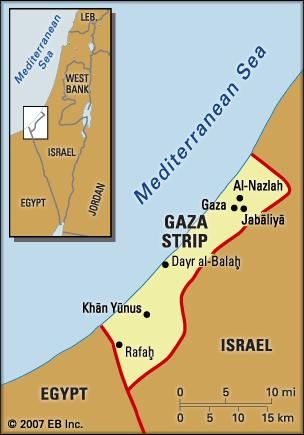 LEB.
Mediterranean
Sea
WEST
BANK
ISRAEL
EGYPT
JORDAN
Mediterranean Sea
Al-Nazlah
Gaza
Jabālīyā
GAZA
STRIP
Dayr al-Balaḥ
Khān Yūnus
Rafaḥ
ISRAEL
EGYPT
0 5 10 mi
0 5 10 15 km
© 2007 EB Inc.